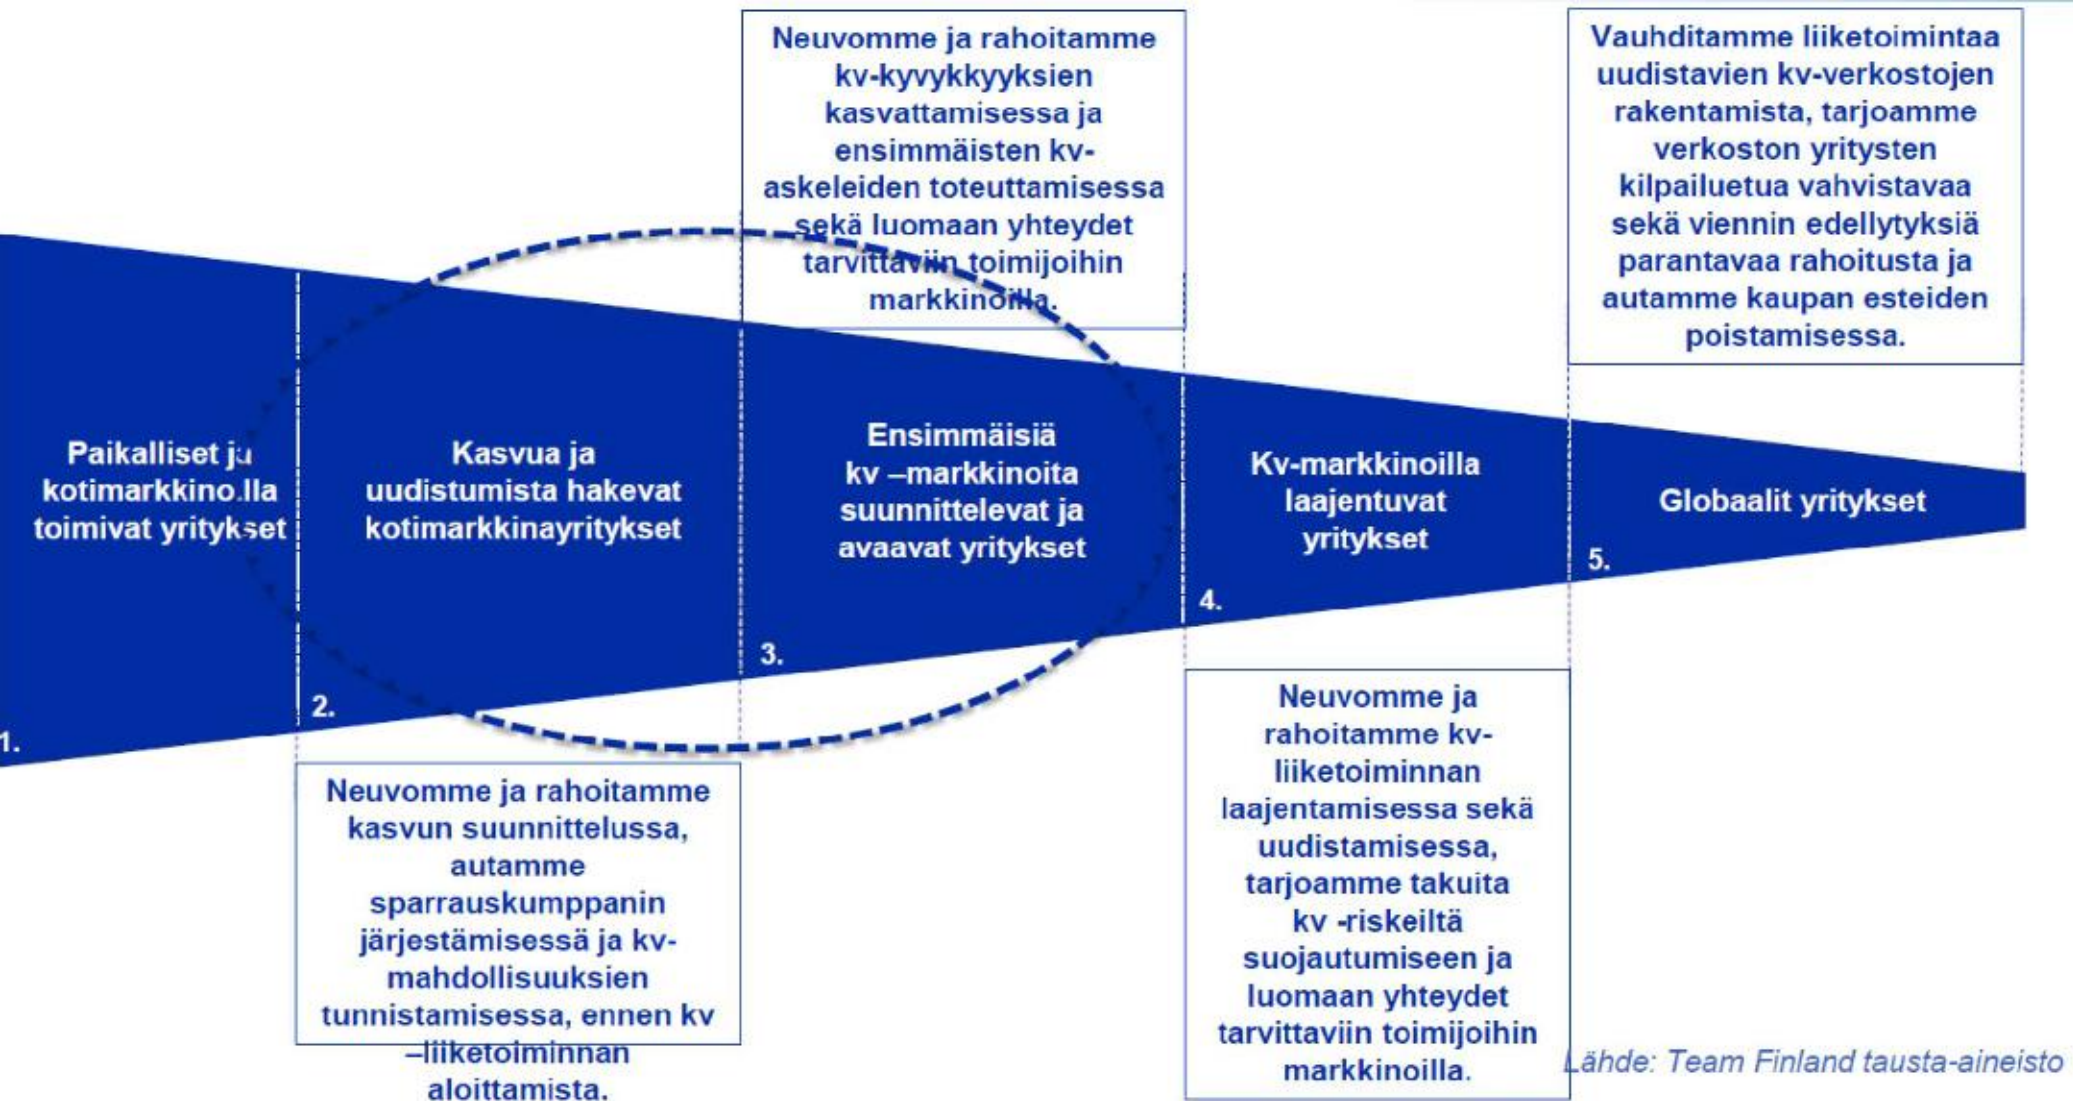 Neuvomme ja rahoitamme
kv-kyvykkyyksien
kasvattamisessa ja
ensimmäisten kv-
askeleiden toteuttamisessa
sekä luomaan yhteydet
tarvittaviin toimijoihin
markkinoilla.
Vauhditamme liiketoimintaa
uudistavien kv-verkostojen
rakentamista, tarjoamme
verkoston yritysten
kilpailuetua vahvistavaa
sekä viennin edellytyksiä
parantavaa rahoitusta ja
autamme kaupan esteiden
poistamisessa.
Paikalliset ja
kotimarkkinoilla
toimivat yritykset
1.
Kasvua ja
uudistumista hakevat
kotimarkkinayritykset
2.
Ensimmäisiä
kv –markkinoita
suunnittelevat ja
avaavat yritykset
3.
Kv-markkinoilla
laajentuvat
yritykset
4.
Globaalit yritykset
5.
Neuvomme ja rahoitamme
kasvun suunnittelussa,
autamme
sparrauskumppanin
järjestämisessä ja kv-
mahdollisuuksien
tunnistamisessa, ennen kv
–liiketoiminnan
aloittamista.
Neuvomme ja
rahoitamme kv-
liiketoiminnan
laajentamisessa sekä
uudistamisessa,
tarjoamme takuita
kv -riskeiltä
suojautumiseen ja
luomaan yhteydet
tarvittaviin toimijoihin
markkinoilla.
Lähde: Team Finland tausta-aineisto